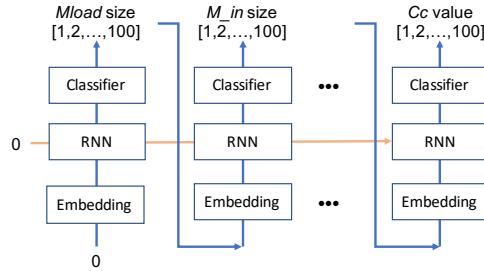 Mload size M_in size Cc value
[1,2,...,100] [1,2,...,100] [1,2,...,100]
Classifier Classifier ••• Classifier
0 RNN RNN RNN
Embedding Embedding ••• Embedding
0